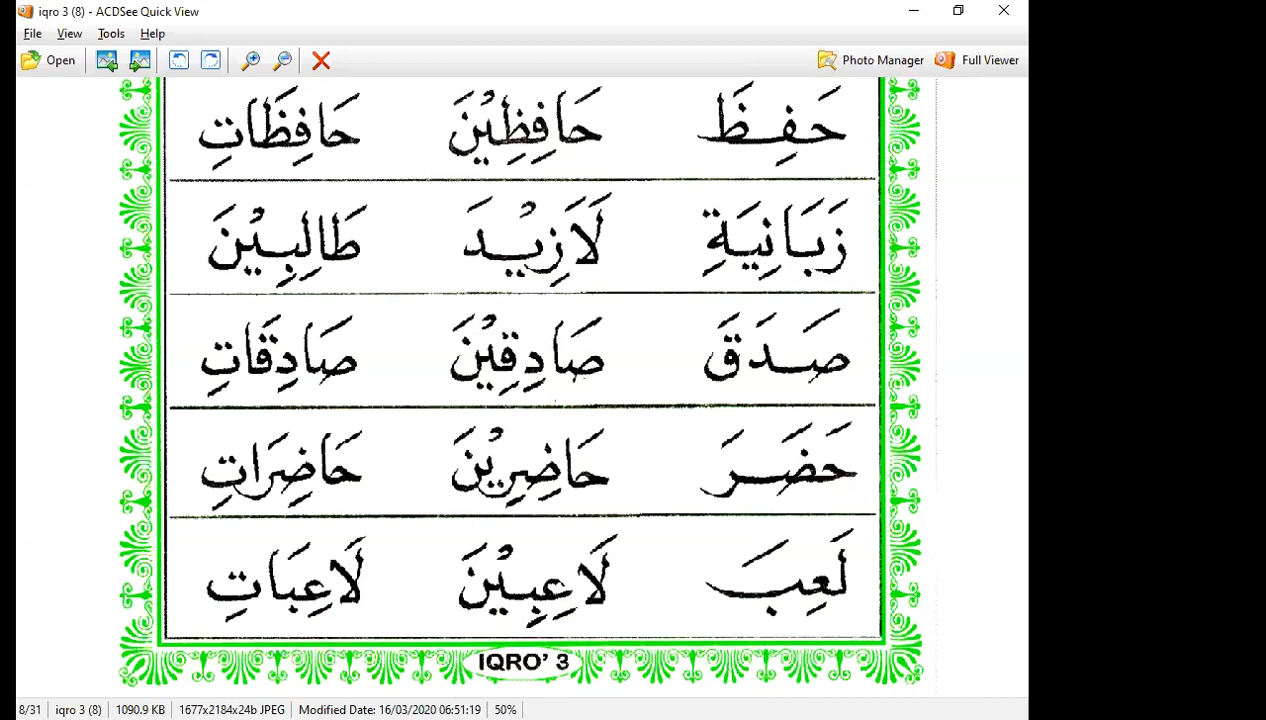 iqro 3 (8) - ACDSee Quick View
File View Tools Help
Open Photo Manager Full Viewer
حَفِظَ حَافِظِيْنَ حَافِظَاتِ
زَبَانِيَةِ لَازِيْدَ طَالِبِيْنَ
صَدَقَ صَادِقِيْنَ صَادِقَاتِ
حَضَرَ حَاضِرِيْنَ حَاضِرَاتِ
لَعِبَ لَاعِبِيْنَ لَاعِبَاتِ
IQRO' 3
8/31 iqro 3 (8) 1090.9 KB 1677x2184x24b JPEG Modified Date: 16/03/2020 06:51:19 50%